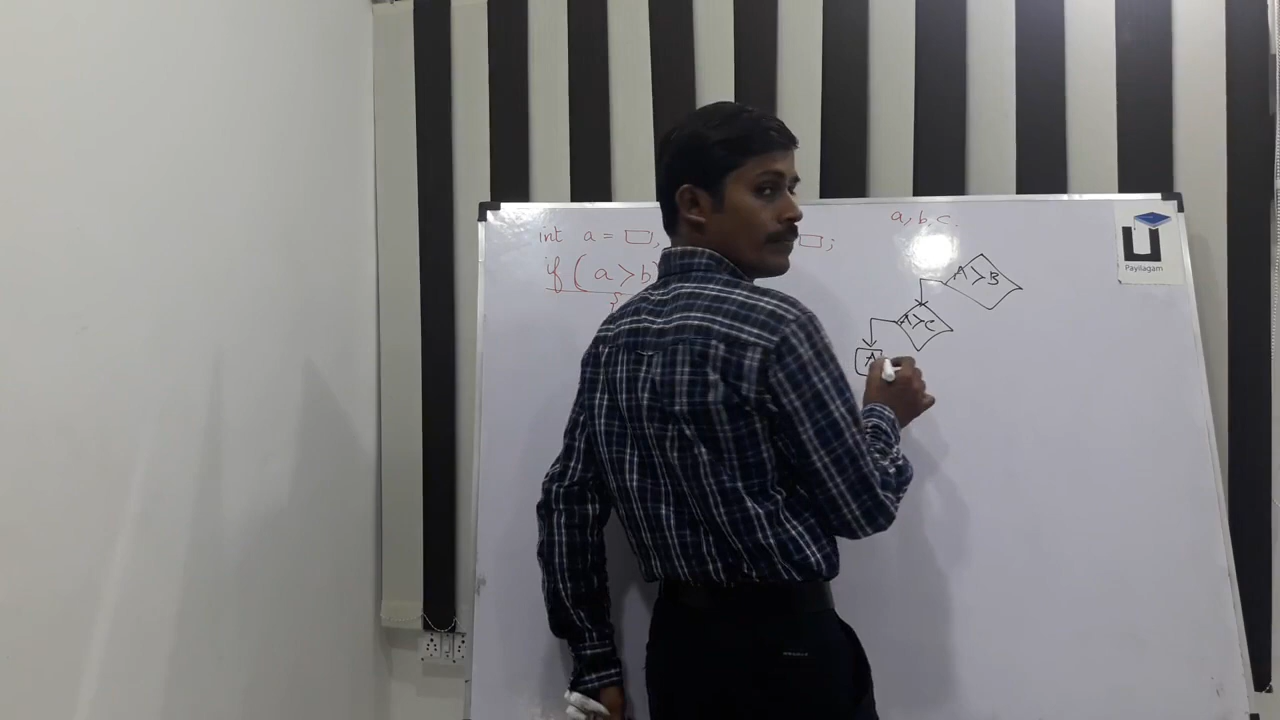 a, b, c.
int a = ▭, ▭ ;
if ( a > b )
{
A > B
A > C
A
Payilagam